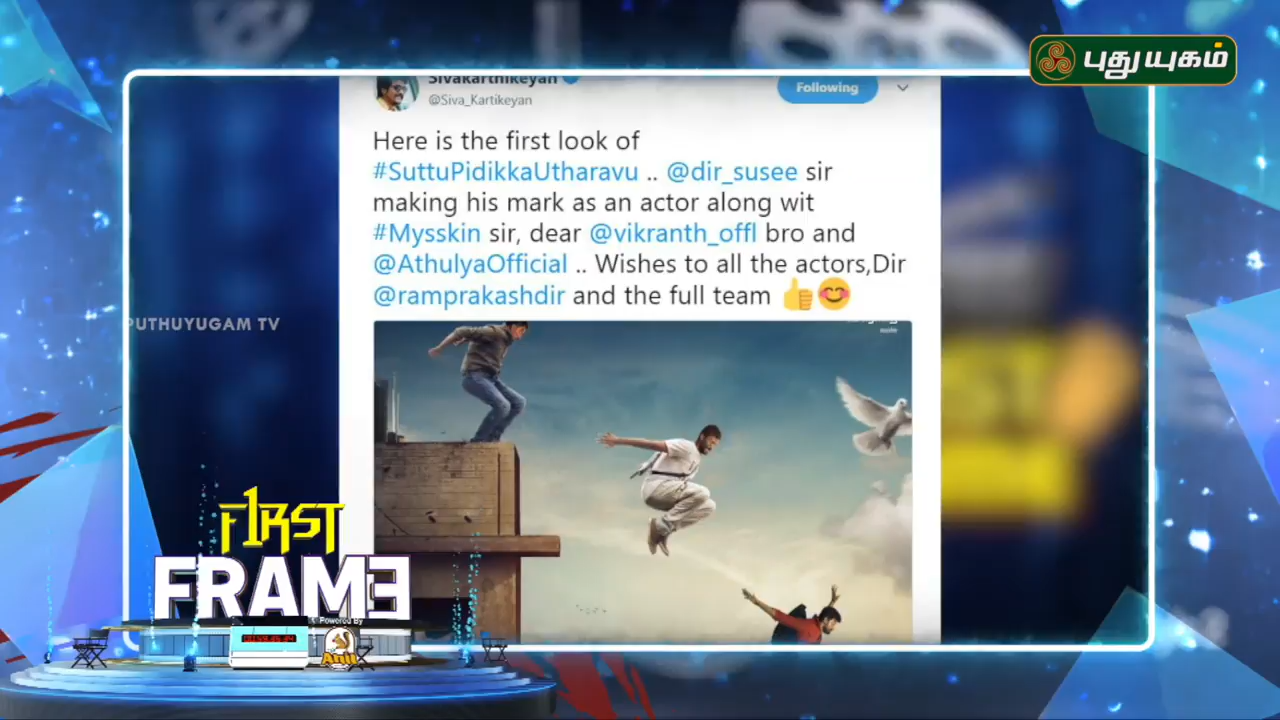 புதுயுகம்
Sivakarthikeyan
@Siva_Kartikeyan
Following
Here is the first look of
#SuttuPidikkaUtharavu .. @dir_susee sir
making his mark as an actor along wit
#Mysskin sir, dear @vikranth_offl bro and
@AthulyaOfficial .. Wishes to all the actors,Dir
@ramprakashdir and the full team 👍😊
PUTHUYUGAM TV
F1RST
FRAME
Powered By
Anil